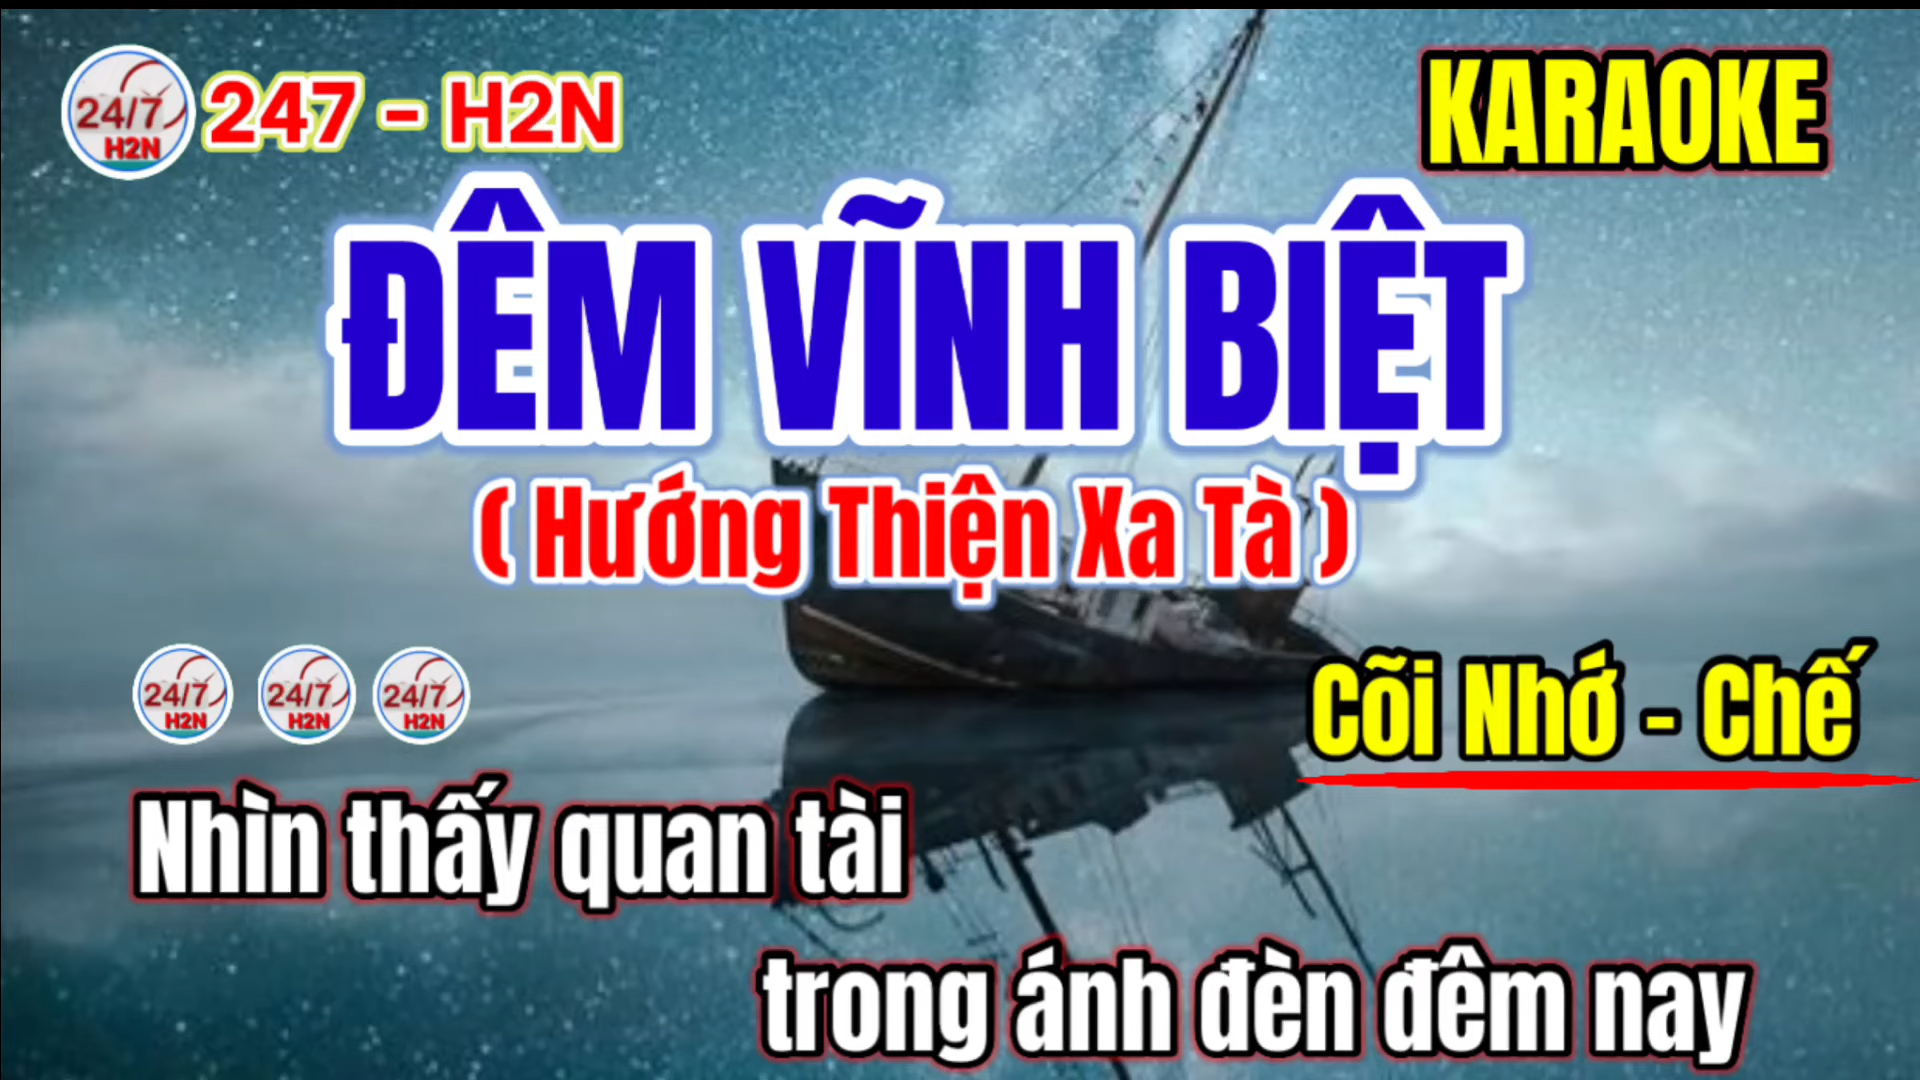 24/7 H2N 247 - H2N
KARAOKE
ĐÊM VĨNH BIỆT
( Hướng Thiện Xa Tà )
24/7 H2N 24/7 H2N 24/7 H2N
Cõi Nhớ - Chế
Nhìn thấy quan tài
trong ánh đèn đêm nay